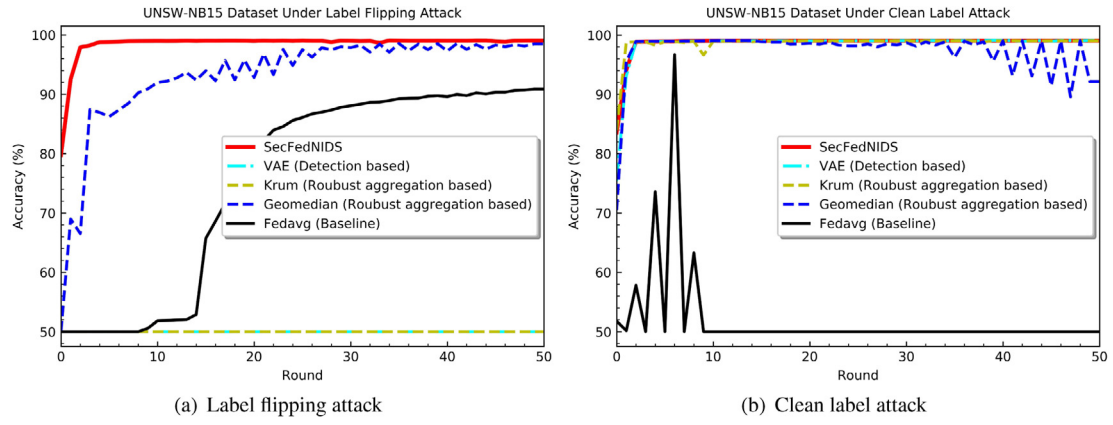 UNSW-NB15 Dataset Under Label Flipping Attack
100
90
80
70
60
50
Accuracy (%)
SecFedNIDS
VAE (Detection based)
Krum (Roubust aggregation based)
Geomedian (Roubust aggregation based)
Fedavg (Baseline)
0 10 20 30 40 50
Round
(a) Label flipping attack
UNSW-NB15 Dataset Under Clean Label Attack
100
90
80
70
60
50
Accuracy (%)
SecFedNIDS
VAE (Detection based)
Krum (Roubust aggregation based)
Geomedian (Roubust aggregation based)
Fedavg (Baseline)
0 10 20 30 40 50
Round
(b) Clean label attack